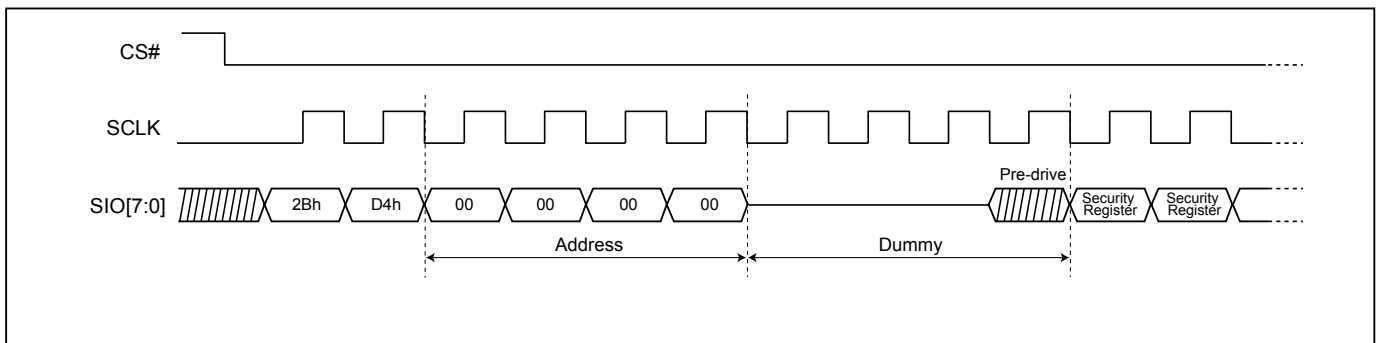 CS#
SCLK
Pre-drive
SIO[7:0] 2Bh D4h 00 00 00 00 Security Register Security Register
Address Dummy